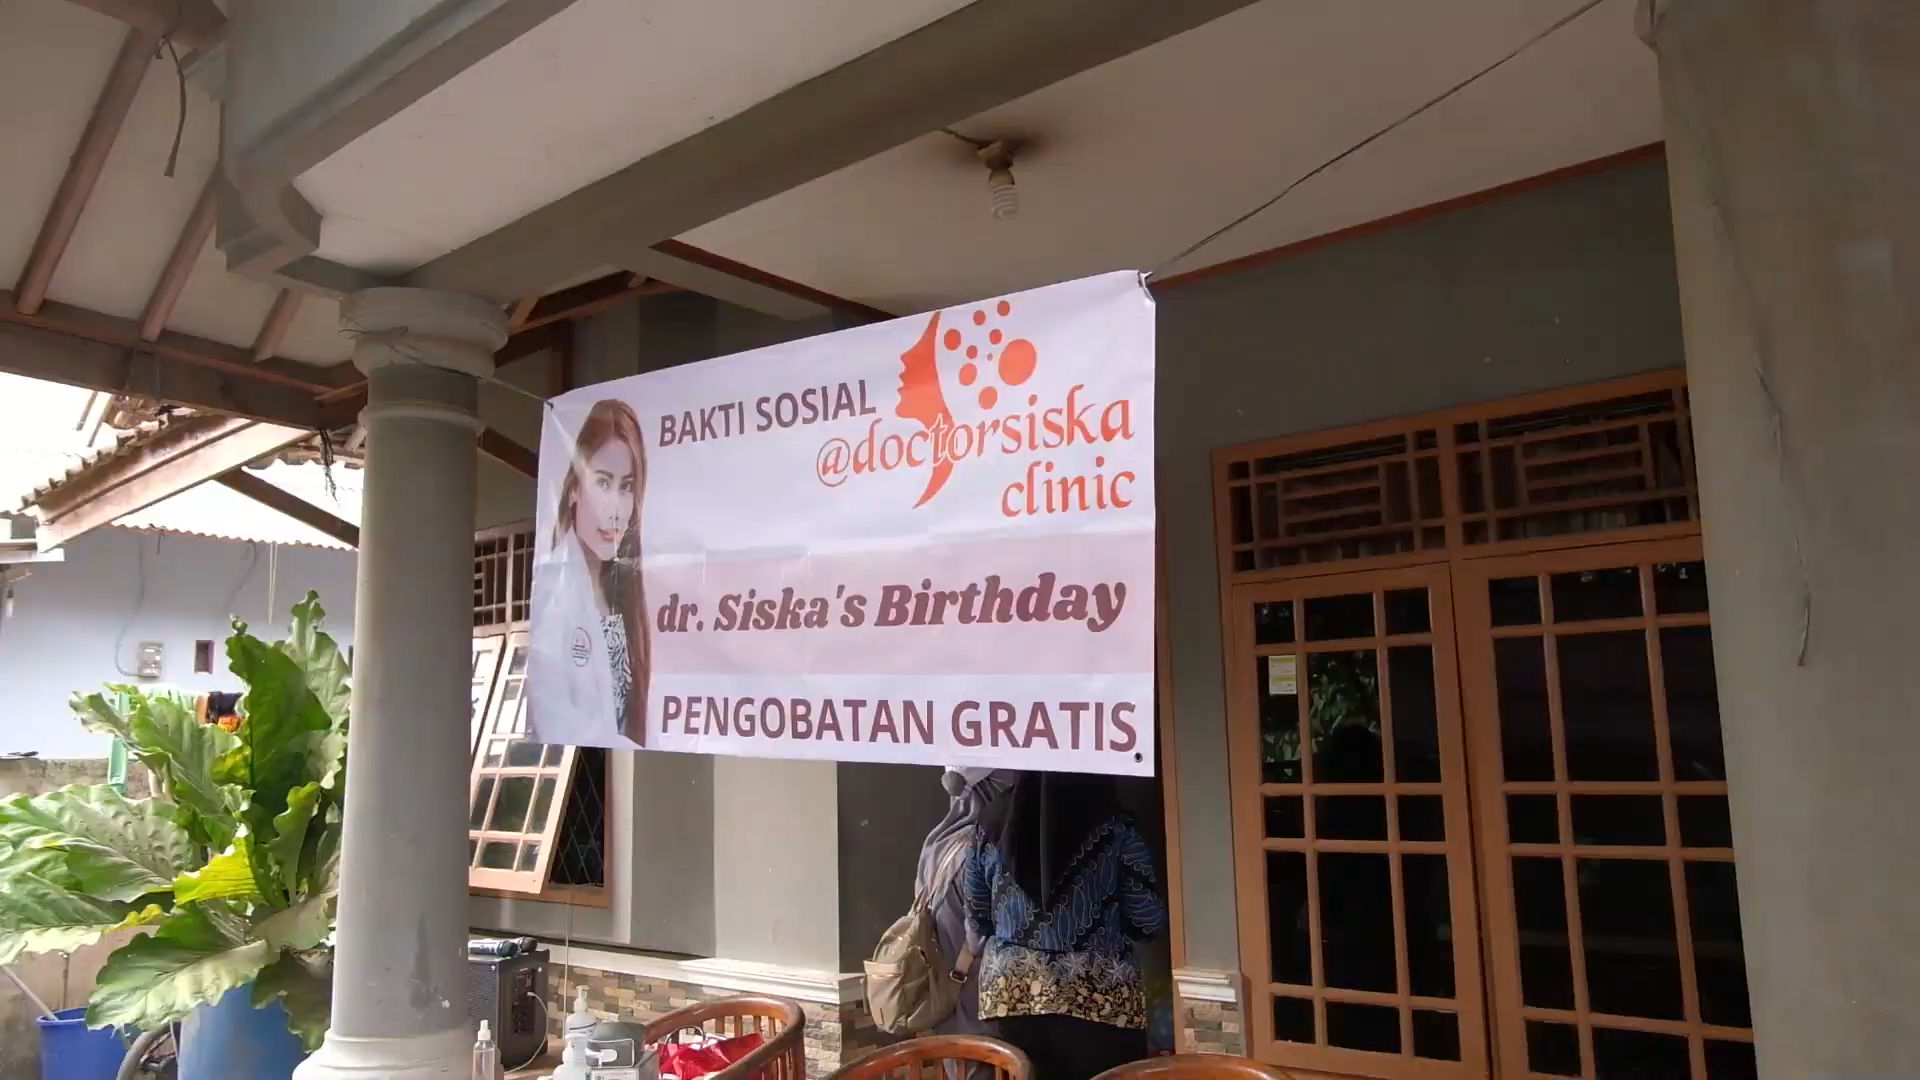 BAKTI SOSIAL
@doctorsiska
clinic
dr. Siska's Birthday
PENGOBATAN GRATIS